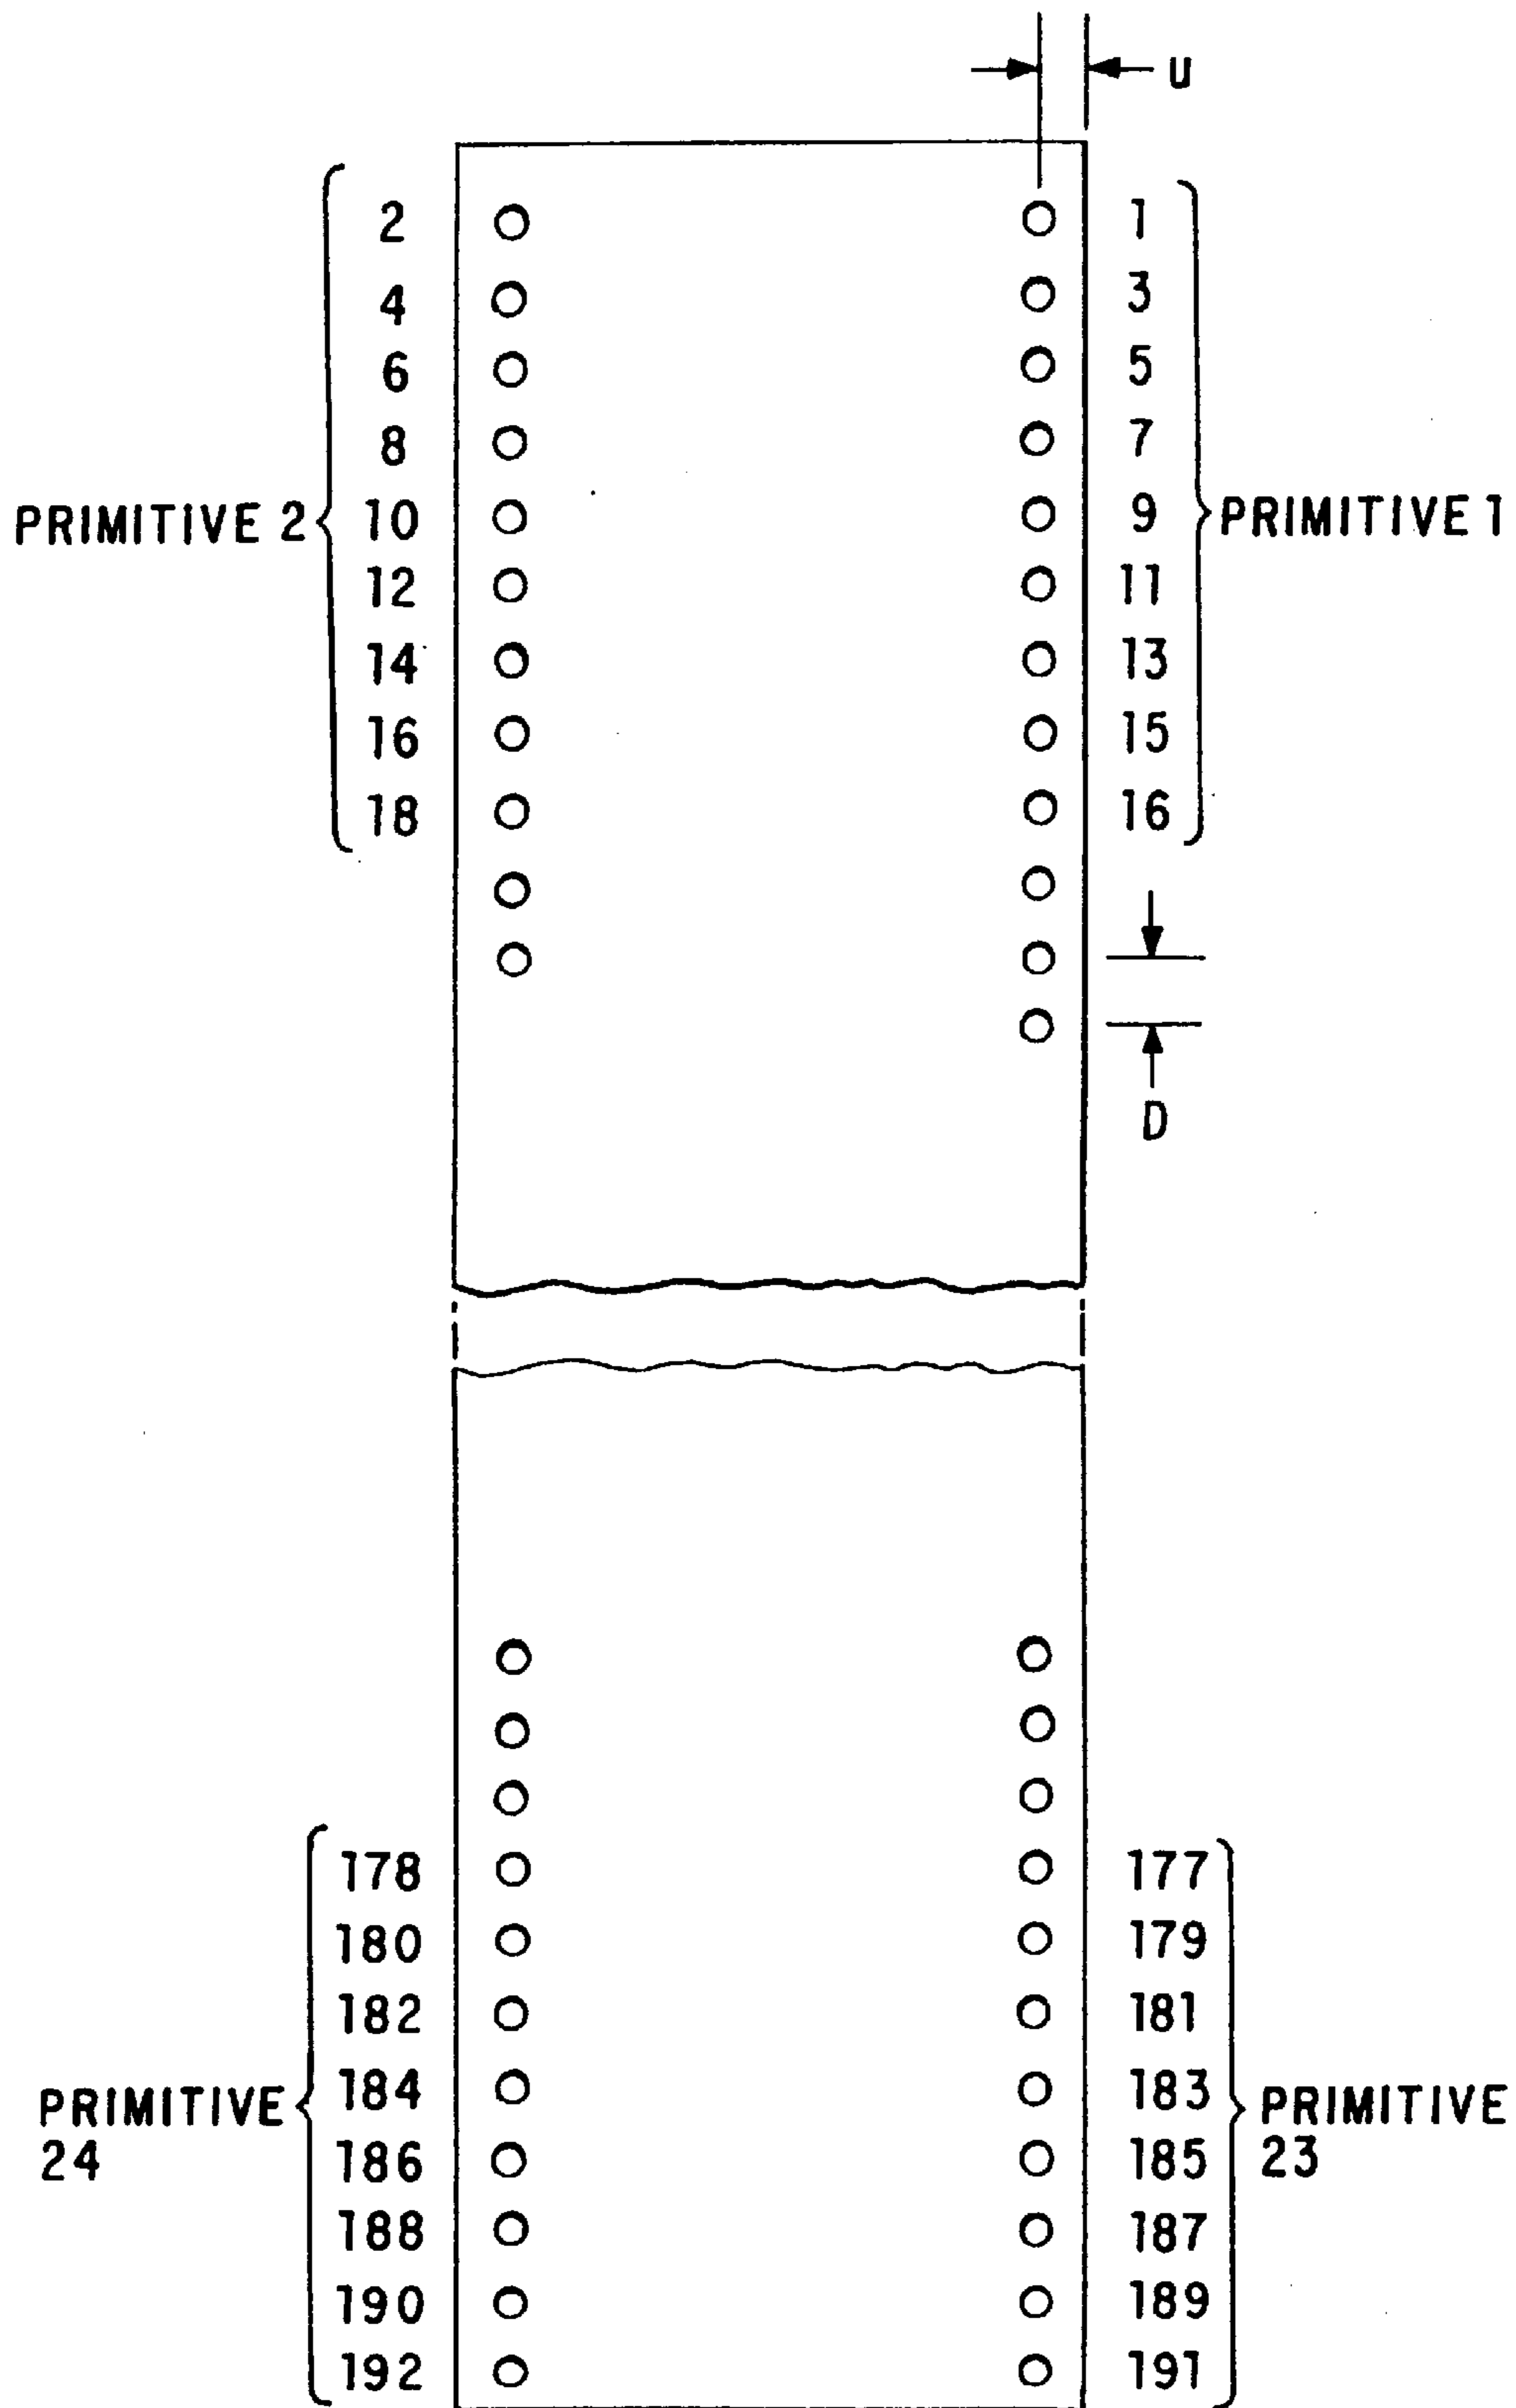 U
2 1
4 3
6 5
8 7
PRIMITIVE 2 10 9 PRIMITIVE 1
12 11
14 13
16 15
18 16
D
178 177
180 179
182 181
PRIMITIVE 184 183 PRIMITIVE
24 186 185 23
188 187
190 189
192 191